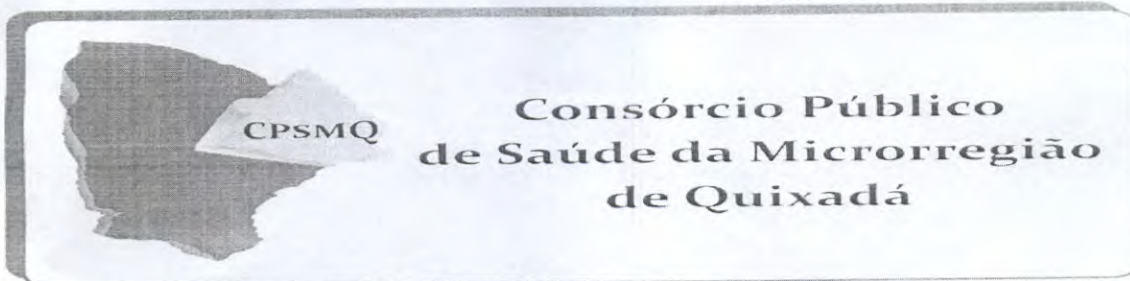 CPSMQ
Consórcio Público
de Saúde da Microrregião
de Quixadá